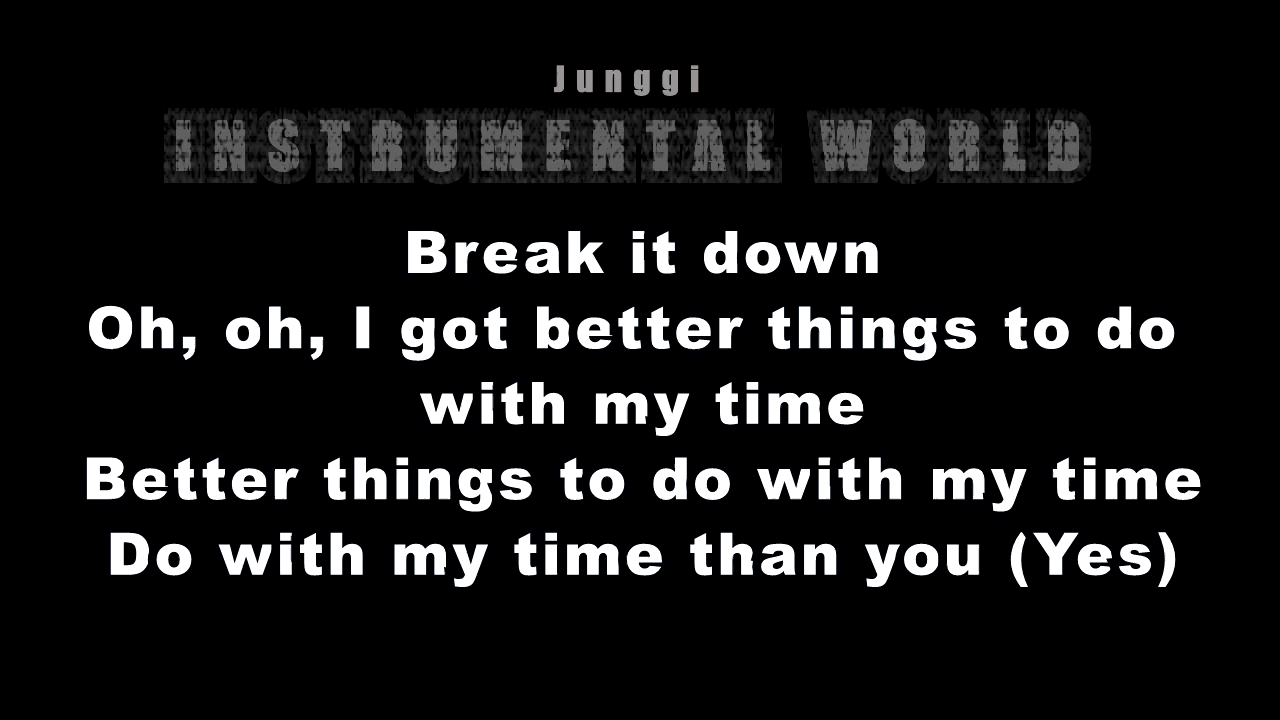 Junggi
INSTRUMENTAL WORLD
Break it down
Oh, oh, I got better things to do
with my time
Better things to do with my time
Do with my time than you (Yes)